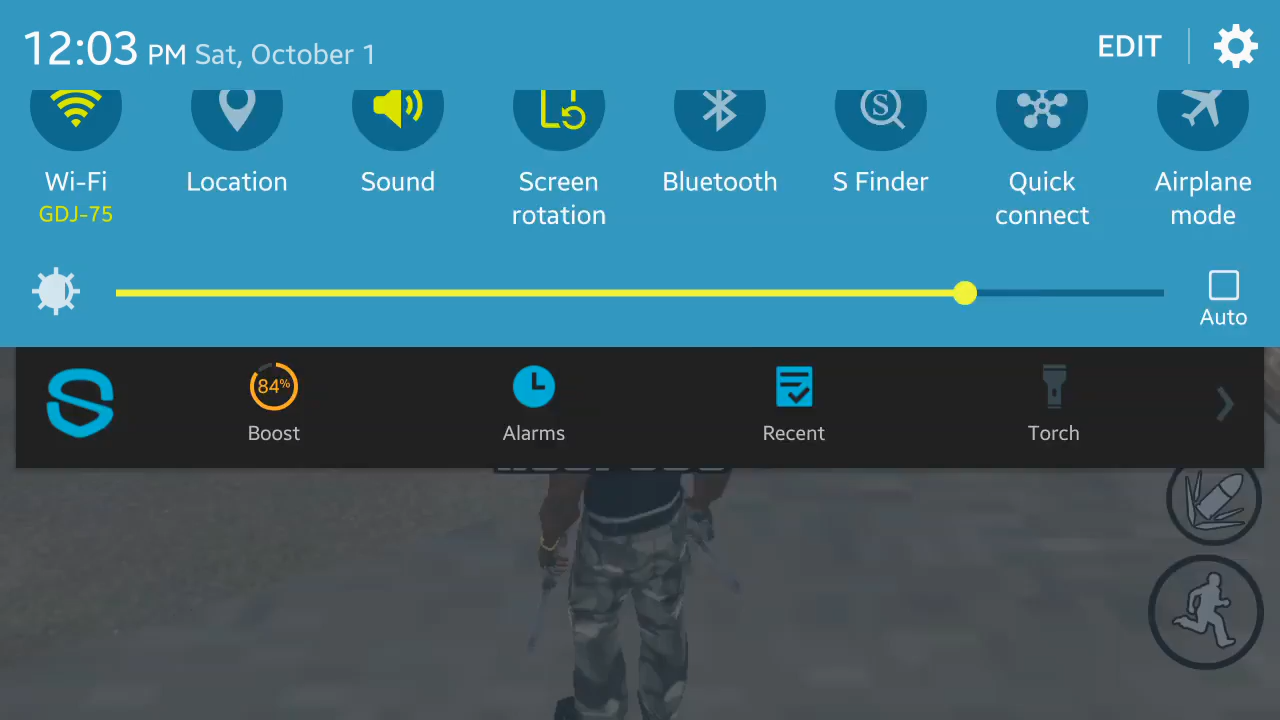 12:03 PM Sat, October 1 EDIT
Wi-Fi Location Sound Screen rotation Bluetooth S Finder Quick connect Airplane mode
GDJ-75
Auto
84%
Boost Alarms Recent Torch